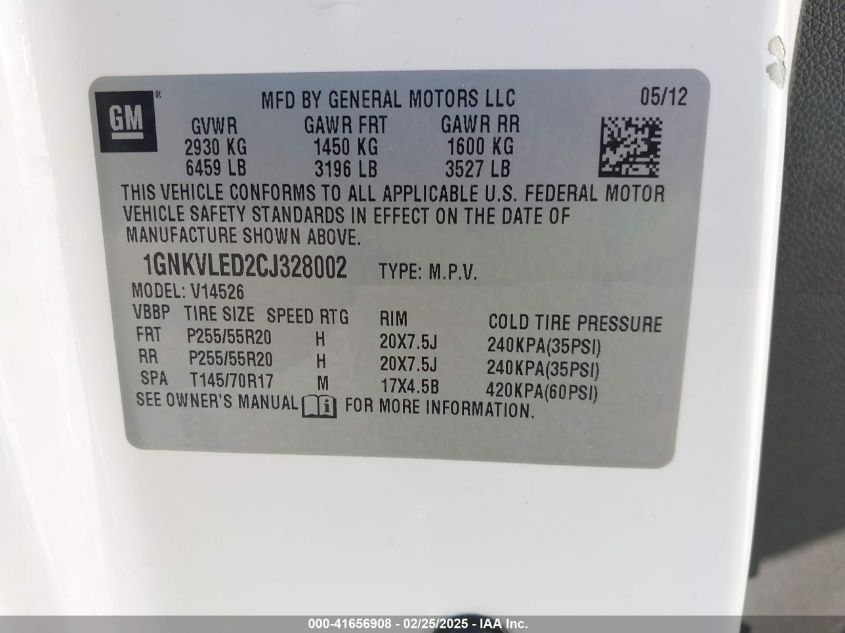 GM ® MFD BY GENERAL MOTORS LLC 05/12
GVWR GAWR FRT GAWR RR
2930 KG 1450 KG 1600 KG
6459 LB 3196 LB 3527 LB
THIS VEHICLE CONFORMS TO ALL APPLICABLE U.S. FEDERAL MOTOR
VEHICLE SAFETY STANDARDS IN EFFECT ON THE DATE OF
MANUFACTURE SHOWN ABOVE.
1GNKVLED2CJ328002 TYPE: M.P.V.
MODEL: V14526
VBBP TIRE SIZE SPEED RTG RIM COLD TIRE PRESSURE
FRT P255/55R20 H 20X7.5J 240KPA(35PSI)
RR P255/55R20 H 20X7.5J 240KPA(35PSI)
SPA T145/70R17 M 17X4.5B 420KPA(60PSI)
SEE OWNER'S MANUAL FOR MORE INFORMATION.
000-41656908 - 02/25/2025 - IAA Inc.